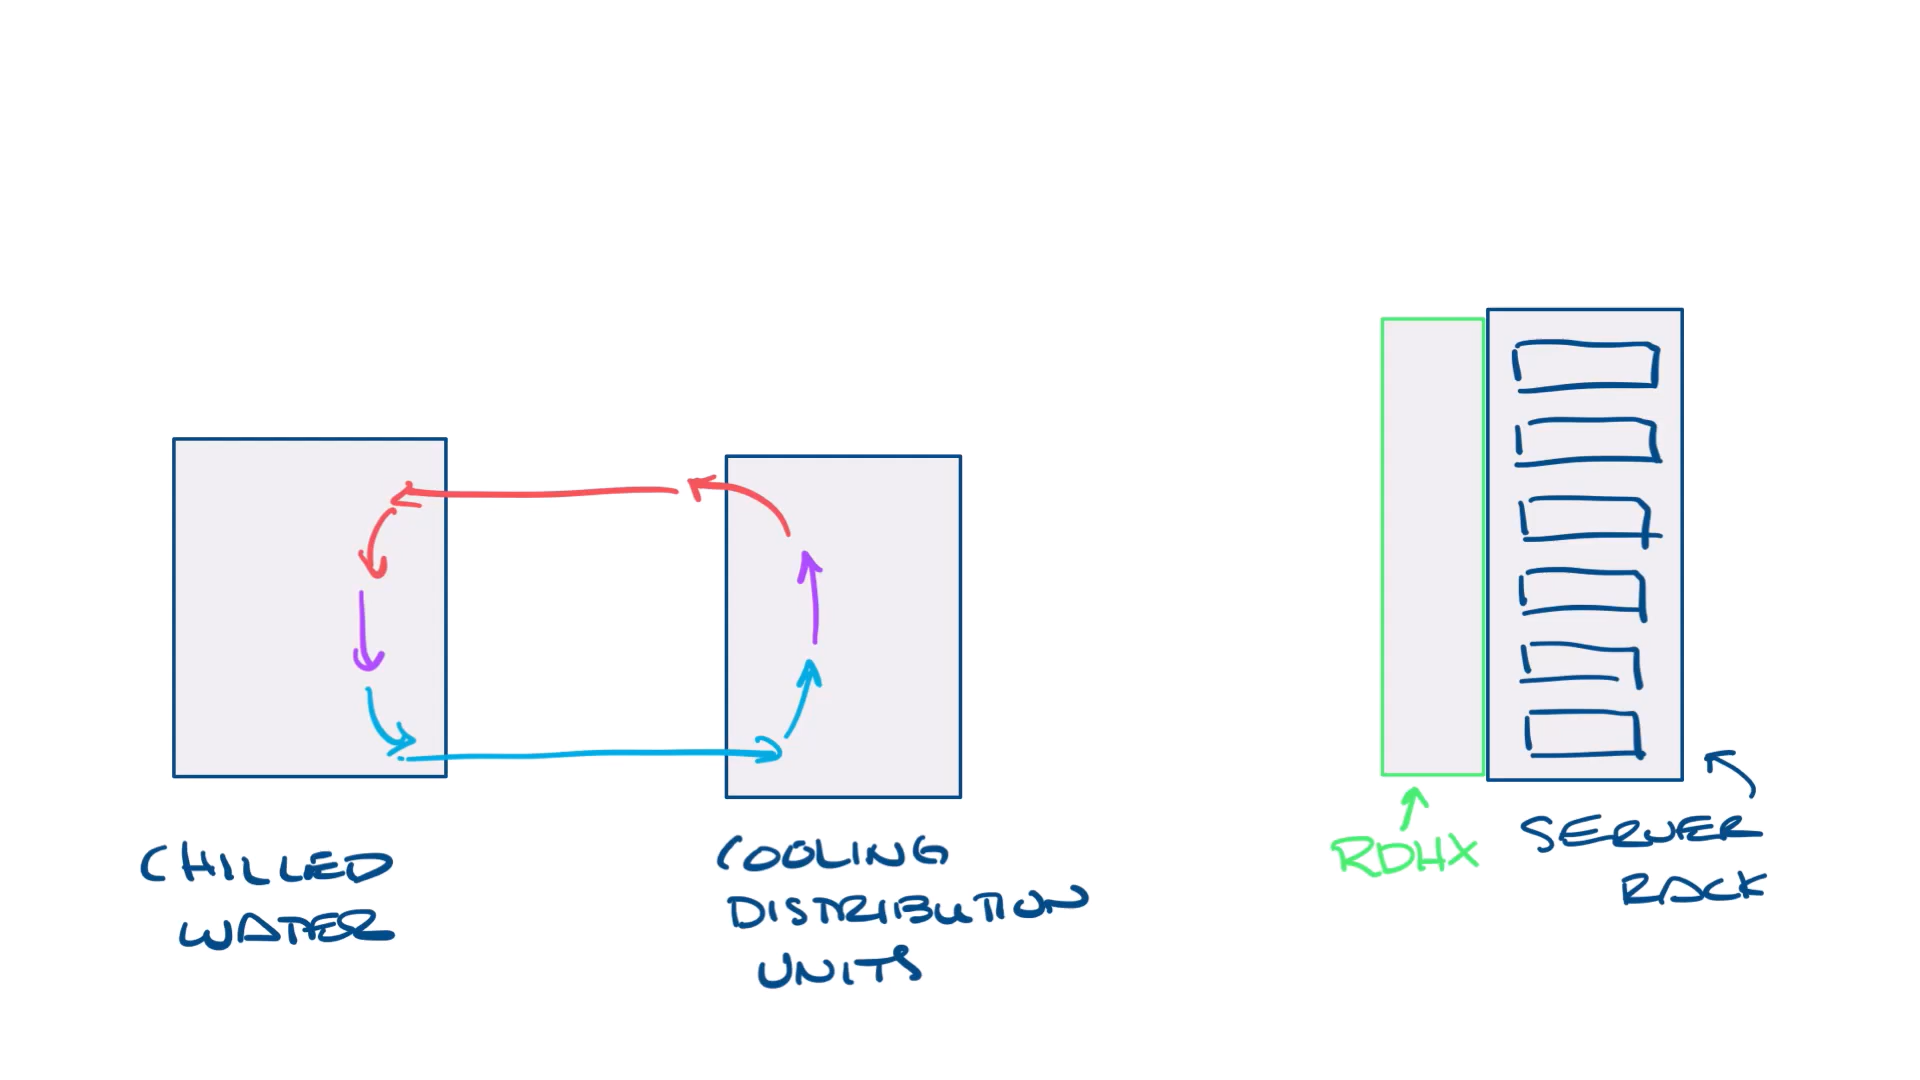 CHILLED
WATER
COOLING
DISTRIBUTION
UNITS
RDHX
SERVER
RACK